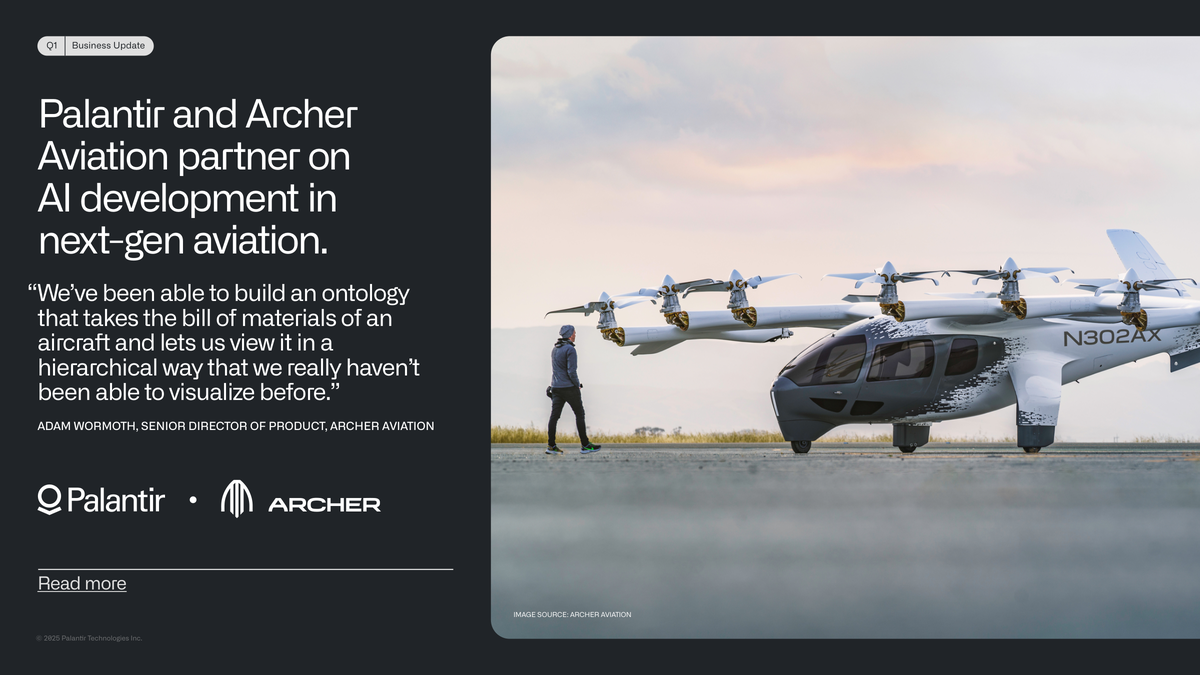 Q1 | Business Update
Palantir and Archer
Aviation partner on
AI development in
next-gen aviation.
“We’ve been able to build an ontology
that takes the bill of materials of an
aircraft and lets us view it in a
hierarchical way that we really haven’t
been able to visualize before.”
ADAM WORMOTH, SENIOR DIRECTOR OF PRODUCT, ARCHER AVIATION
Palantir • ARCHER
Read more
© 2025 Palantir Technologies Inc.
N302AX
IMAGE SOURCE: ARCHER AVIATION